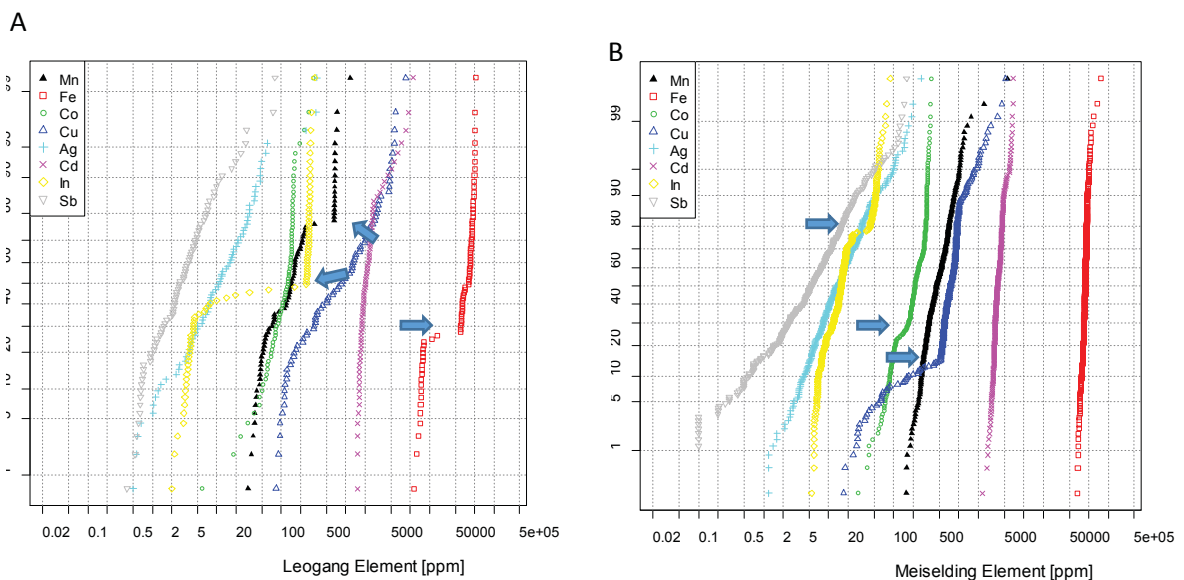 A
B
Mn
Fe
Co
Cu
Ag
Cd
In
Sb
0.02 0.1 0.5 2 5 20 100 500 5000 50000 5e+05
Leogang Element [ppm]
Mn
Fe
Co
Cu
Ag
Cd
In
Sb
99
90
80
60
40
20
10
5
1
0.02 0.1 0.5 2 5 20 100 500 5000 50000 5e+05
Meiselding Element [ppm]